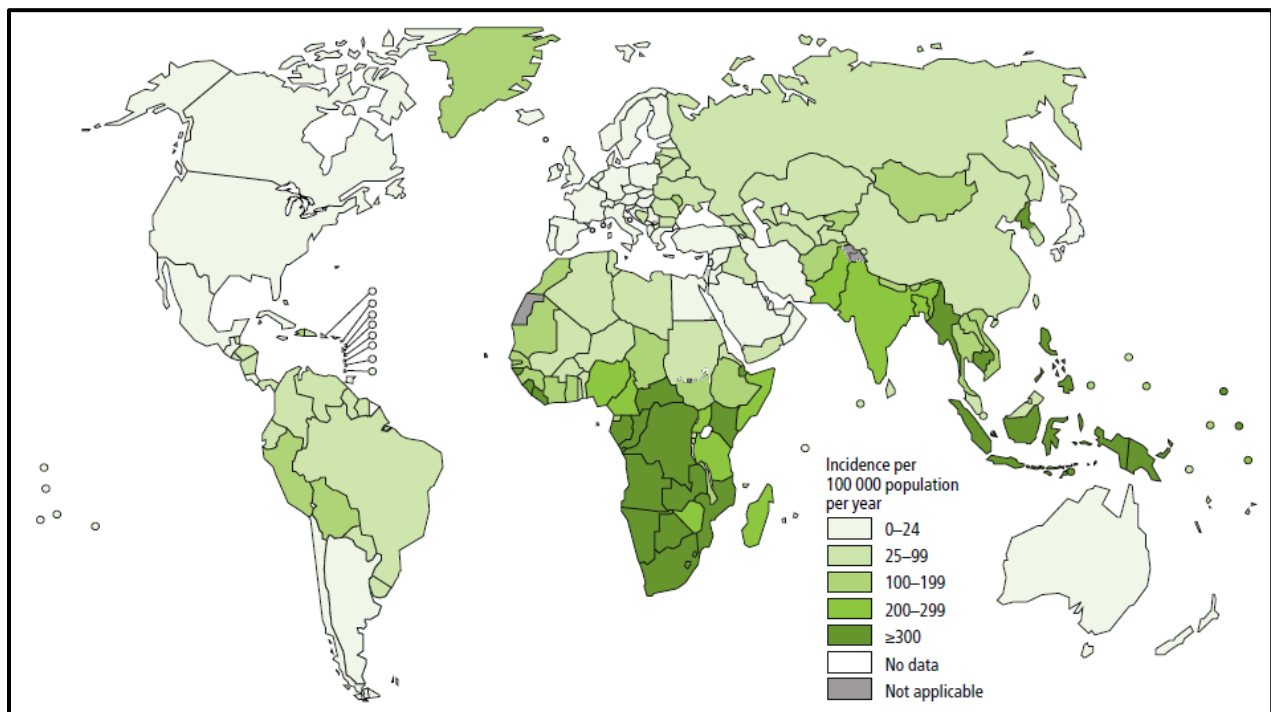 Incidence per
100 000 population
per year
0–24
25–99
100–199
200–299
≥300
No data
Not applicable